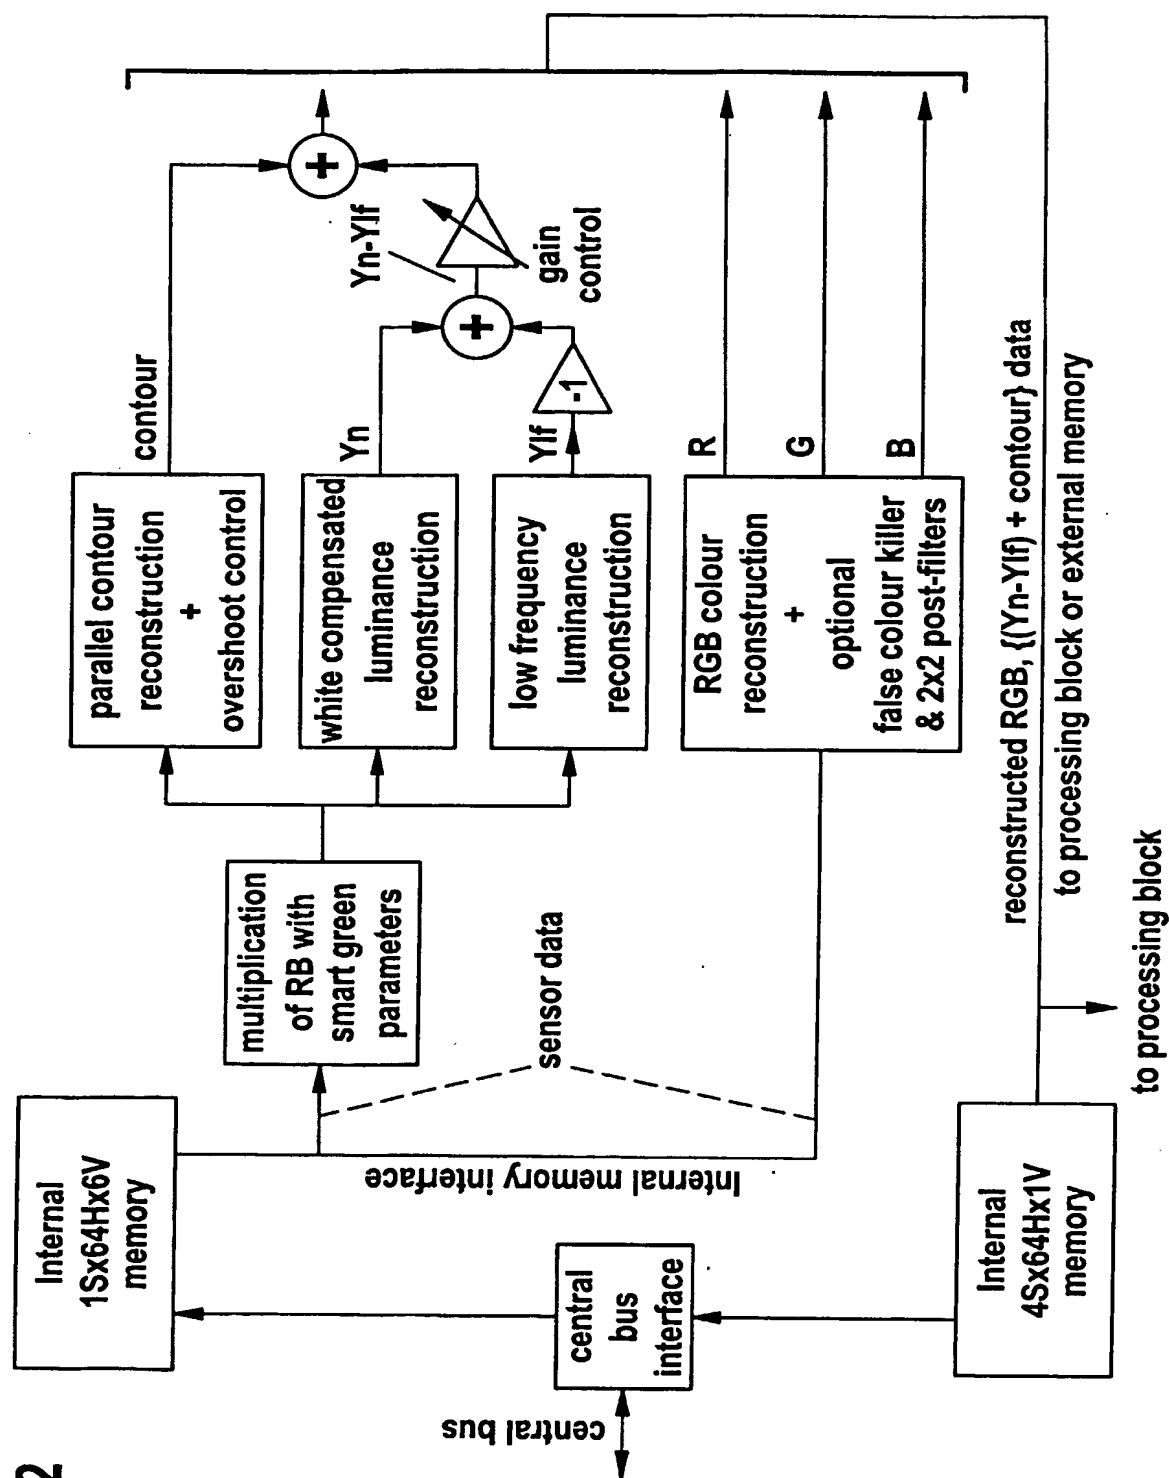 2
central bus
central
bus
interface
Internal
1Sx64Hx6V
memory
Internal
4Sx64Hx1V
memory
Internal memory interface
sensor data
multiplication
of RB with
smart green
parameters
parallel contour
reconstruction
+
overshoot control
white compensated
luminance
reconstruction
low frequency
luminance
reconstruction
RGB colour
reconstruction
+
optional
false colour killer
& 2x2 post-filters
contour
Yn
Ylf
-1
+
Yn-Ylf
gain
control
+
R
G
B
reconstructed RGB, {(Yn-Ylf) + contour} data
to processing block or external memory
to processing block